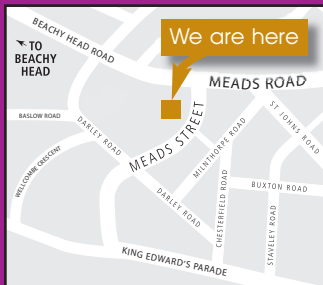 We are here
BEACHY HEAD ROAD
TO
BEACHY
HEAD
MEADS ROAD
BASLOW ROAD
DARLEY ROAD
MEADS STREET
MILNTHORPE ROAD
ST JOHNS ROAD
WELLCOMBE CRESCENT
DARLEY ROAD
CHESTERFIELD ROAD
BUXTON ROAD
STAVELEY ROAD
KING EDWARD'S PARADE